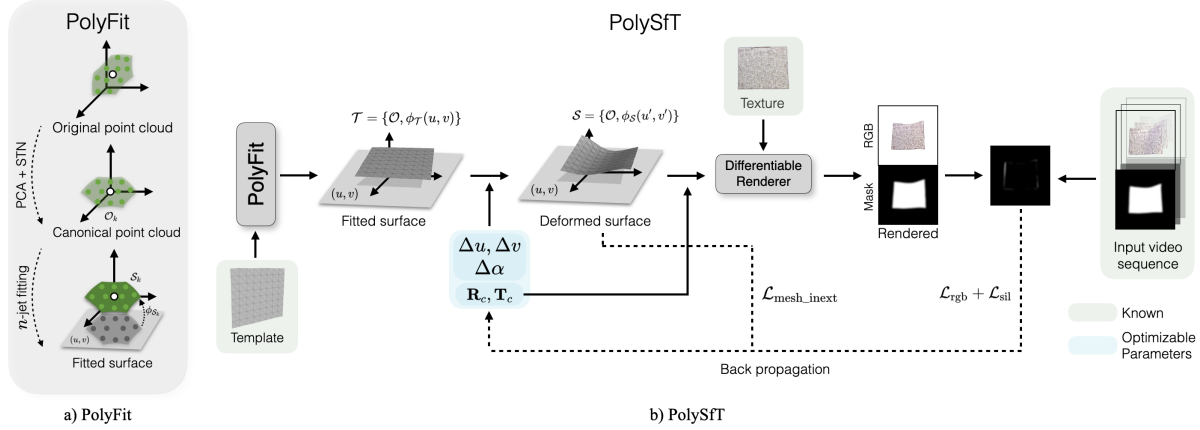 PolyFit
Original point cloud
PCA + STN
𝒪ₖ
Canonical point cloud
n-jet fitting
𝒮ₖ
ϕ𝒮ₖ
(u, v)
Fitted surface
a) PolyFit
PolySfT
PolyFit
Template
𝒯 = {𝒪, ϕ𝒯(u, v)}
(u, v)
Fitted surface
Δu, Δv
Δα
R_c, T_c
𝒮 = {𝒪, ϕ𝒮(u′, v′)}
(u, v)
Deformed surface
Texture
Differentiable
Renderer
RGB
Mask
Rendered
Input video
sequence
ℒmesh_inext
ℒrgb + ℒsil
Back propagation
Known
Optimizable
Parameters
b) PolySfT